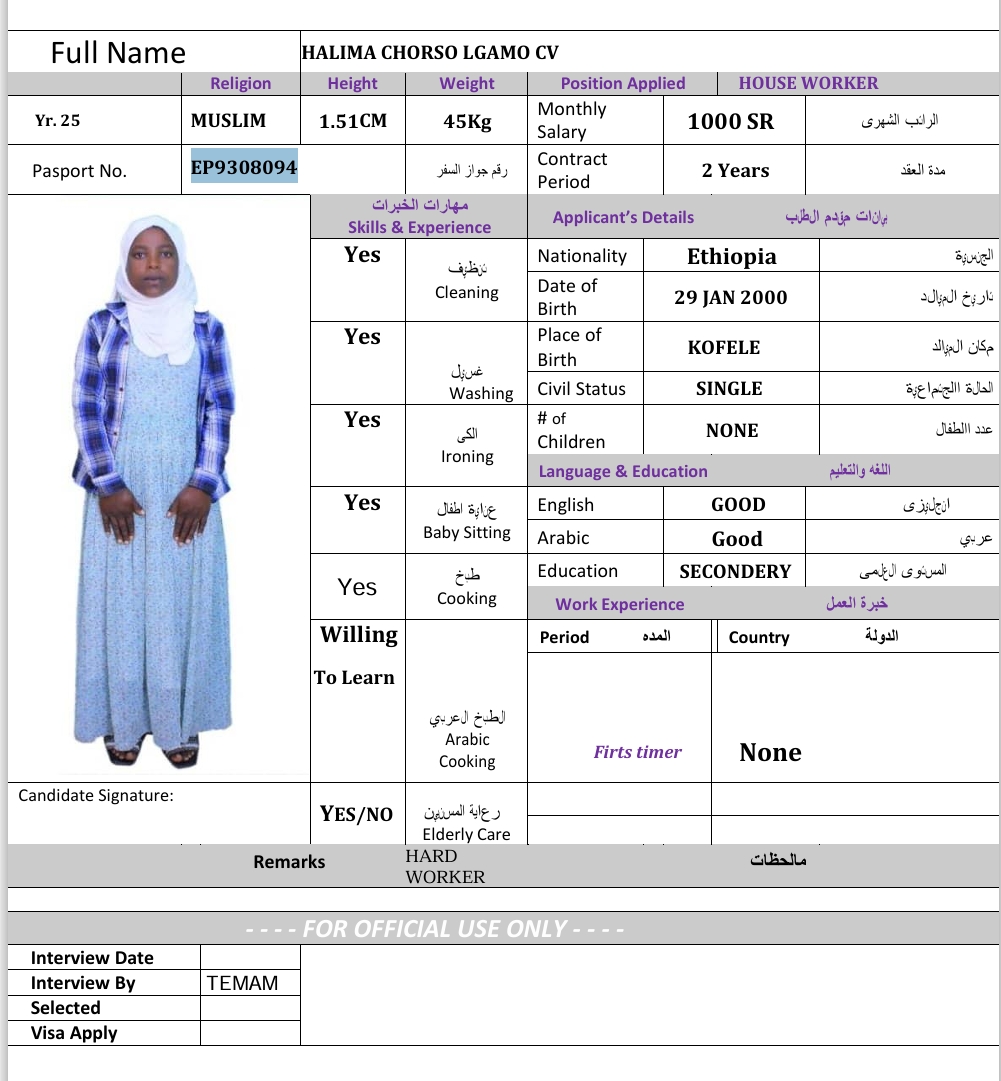 Full Name HALIMA CHORSO LGAMO CV
Religion Height Weight Position Applied HOUSE WORKER
Yr. 25 MUSLIM 1.51CM 45Kg Monthly Salary 1000 SR الراتب الشهرى
Pasport No. EP9308094 رقم جواز السفر Contract Period 2 Years مدة العقد
مهارات الخبرات
Skills & Experience
Applicant's Details بيانات مقدم الطلب
Yes تنظيف
Cleaning
Nationality Ethiopia الجنسية
Date of Birth 29 JAN 2000 تاريخ الميالد
Yes غسيل
Washing
Place of Birth KOFELE مكان الميالد
Civil Status SINGLE الحالة االجتماعية
Yes الكى
Ironing
# of Children NONE عدد االطفال
Language & Education اللغه والتعليم
Yes عناية اطفال
Baby Sitting
English GOOD انجليزى
Arabic Good عربي
Yes طبخ
Cooking
Education SECONDERY المستوى العلمى
Work Experience خبرة العمل
Willing
To Learn
الطبخ العربي
Arabic
Cooking
Period المده Country الدولة
Firts timer None
Candidate Signature:
YES/NO رعاية المسنين
Elderly Care
Remarks HARD WORKER مالحظات
- - - - FOR OFFICIAL USE ONLY - - - -
Interview Date
Interview By TEMAM
Selected
Visa Apply